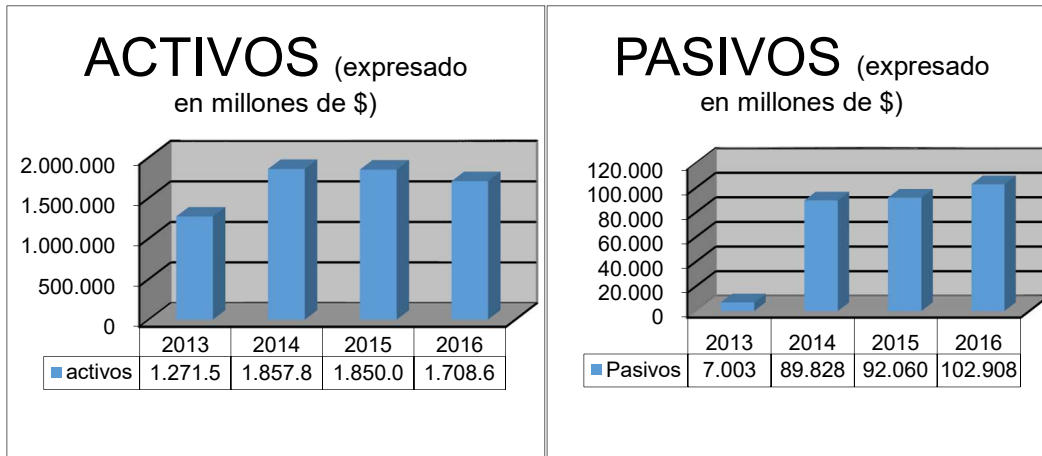 ACTIVOS (expresado
en millones de $)
2.000.000
1.500.000
1.000.000
500.000
0
2013 2014 2015 2016
activos 1.271.5 1.857.8 1.850.0 1.708.6
PASIVOS (expresado
en millones de $)
120.000
100.000
80.000
60.000
40.000
20.000
0
2013 2014 2015 2016
Pasivos 7.003 89.828 92.060 102.908